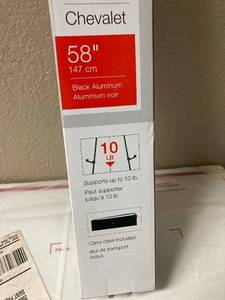 Chevalet
58"
147 cm
Black Aluminum
Aluminium noir
10
LB
Supports up to 10 lb.
Peut supporter
jusqu'à 10 lb
Carry case included
étui de transport
inclus